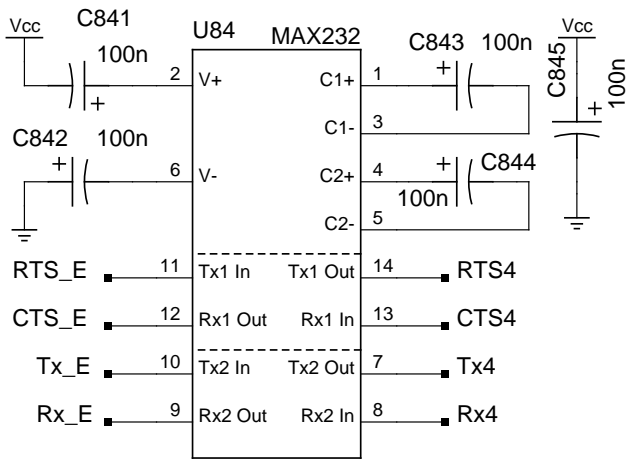 Vcc
C841
100n
U84
MAX232
C843
100n
C845
Vcc
100n
+
2
V+
C1+
1
+
+
C1-
3
C842
100n
+
6
V-
C2+
4
+
C844
100n
C2-
5
RTS_E
11
Tx1 In
Tx1 Out
14
RTS4
CTS_E
12
Rx1 Out
Rx1 In
13
CTS4
Tx_E
10
Tx2 In
Tx2 Out
7
Tx4
Rx_E
9
Rx2 Out
Rx2 In
8
Rx4